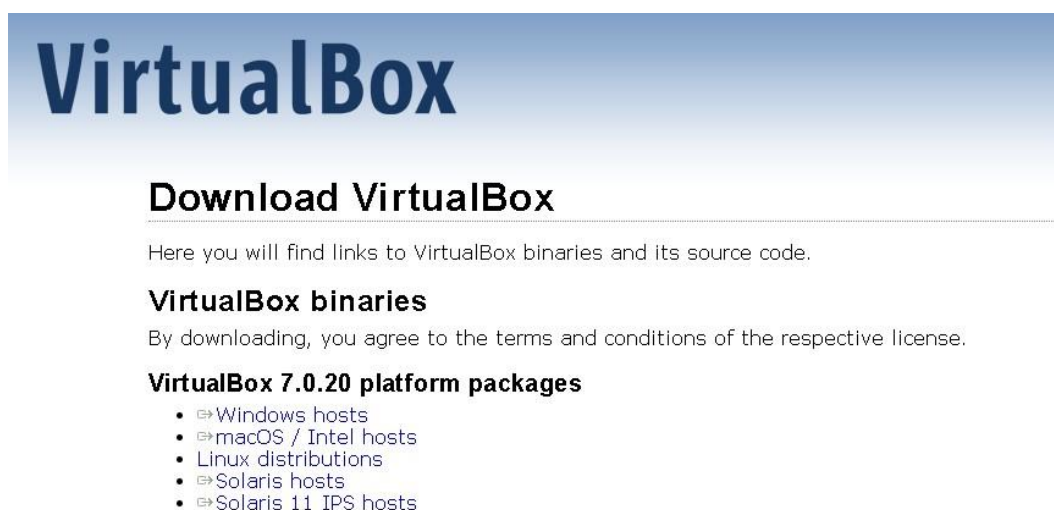 VirtualBox
Download VirtualBox
Here you will find links to VirtualBox binaries and its source code.
VirtualBox binaries
By downloading, you agree to the terms and conditions of the respective license.
VirtualBox 7.0.20 platform packages
Windows hosts
macOS / Intel hosts
Linux distributions
Solaris hosts
Solaris 11 IPS hosts